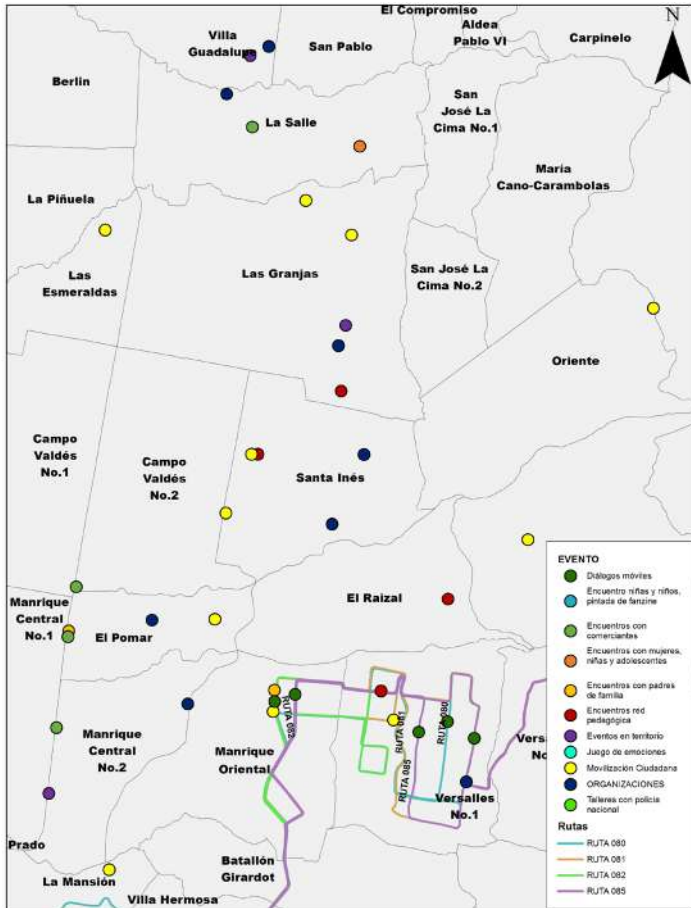 El Compromiso
N
Villa
Guadalupe
San Pablo
Aldea
Pablo VI
Carpinelo
Berlin
San
José La
Cima No.1
La Salle
María
Cano-Carambolas
La Piñuela
Las
Esmeraldas
Las Granjas
San José La
Cima No.2
Oriente
Campo
Valdés
No.1
Campo
Valdés
No.2
Santa Inés
Manrique
Central
No.1
El Pomar
El Raizal
Manrique
Central
No.2
Manrique
Oriental
RUTA 082
RUTA 081
RUTA 080
RUTA 085
Versalles
No.1
Vers
No.
Prado
La Mansión
Batallón
Girardot
Villa Hermosa
EVENTO
Diálogos móviles
Encuentro niñas y niños,
pintada de fanzine
Encuentros con
comerciantes
Encuentros con mujeres,
niñas y adolescentes
Encuentros con padres
de familia
Encuentros red
pedagógica
Eventos en territorio
Juego de emociones
Movilización Ciudadana
ORGANIZACIONES
Talleres con policía
nacional
Rutas
RUTA 080
RUTA 081
RUTA 082
RUTA 085